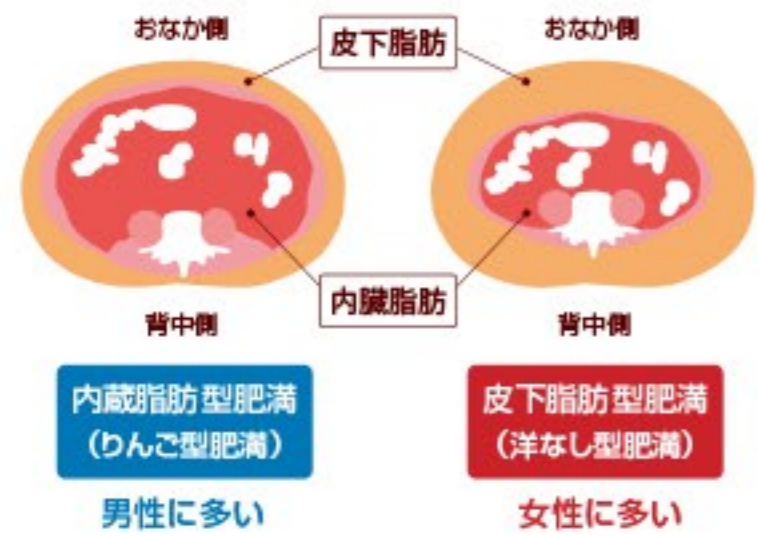 おなか側
おなか側
皮下脂肪
内臓脂肪
背中側
背中側
内蔵脂肪型肥満
(りんご型肥満)
皮下脂肪型肥満
(洋なし型肥満)
男性に多い
女性に多い